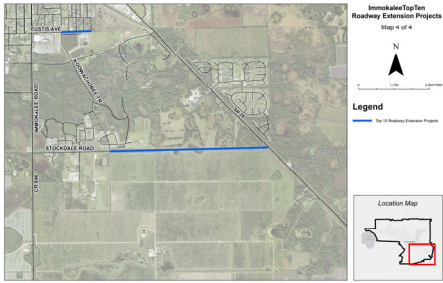 ImmokaleeTopTen
Roadway Extension Projects
Map 4 of 4
N
Legend
Top 10 Roadway Extension Projects
Location Map
EUSTIS AVE
IMMOKALEE ROAD
CR 846
SR 29
STOCKDALE ROAD